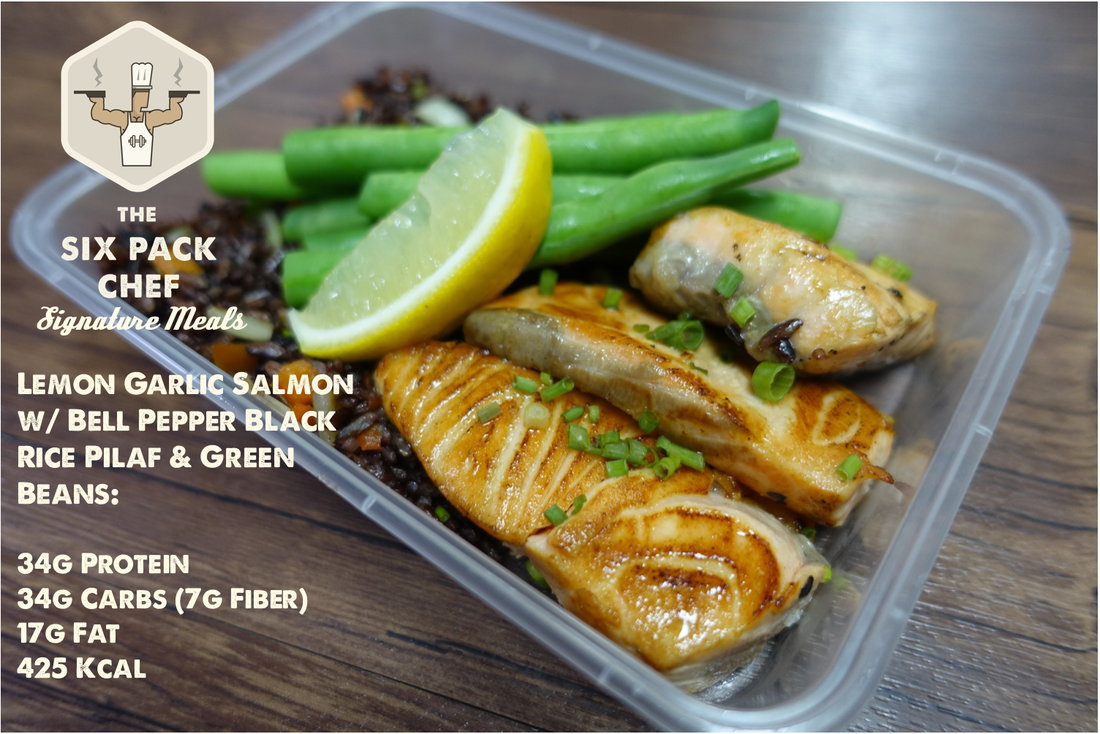 THE
SIX PACK
CHEF
Signature Meals
LEMON GARLIC SALMON
W/ BELL PEPPER BLACK
RICE PILAF & GREEN
BEANS:
34G PROTEIN
34G CARBS (7G FIBER)
17G FAT
425 KCAL